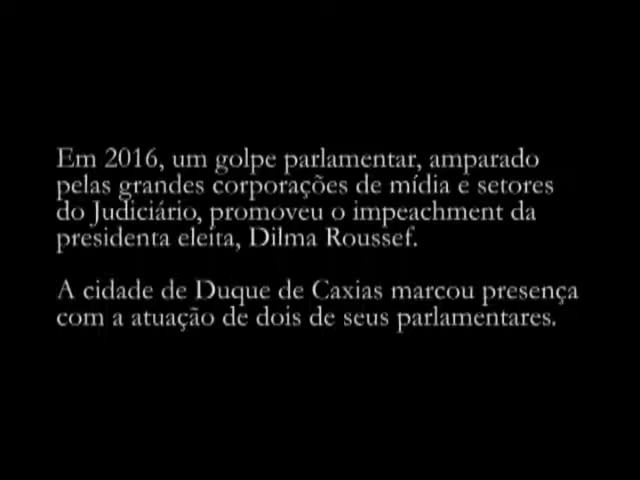 Em 2016, um golpe parlamentar, amparado
pelas grandes corporações de mídia e setores
do Judiciário, promoveu o impeachment da
presidenta eleita, Dilma Roussef.
A cidade de Duque de Caxias marcou presença
com a atuação de dois de seus parlamentares.